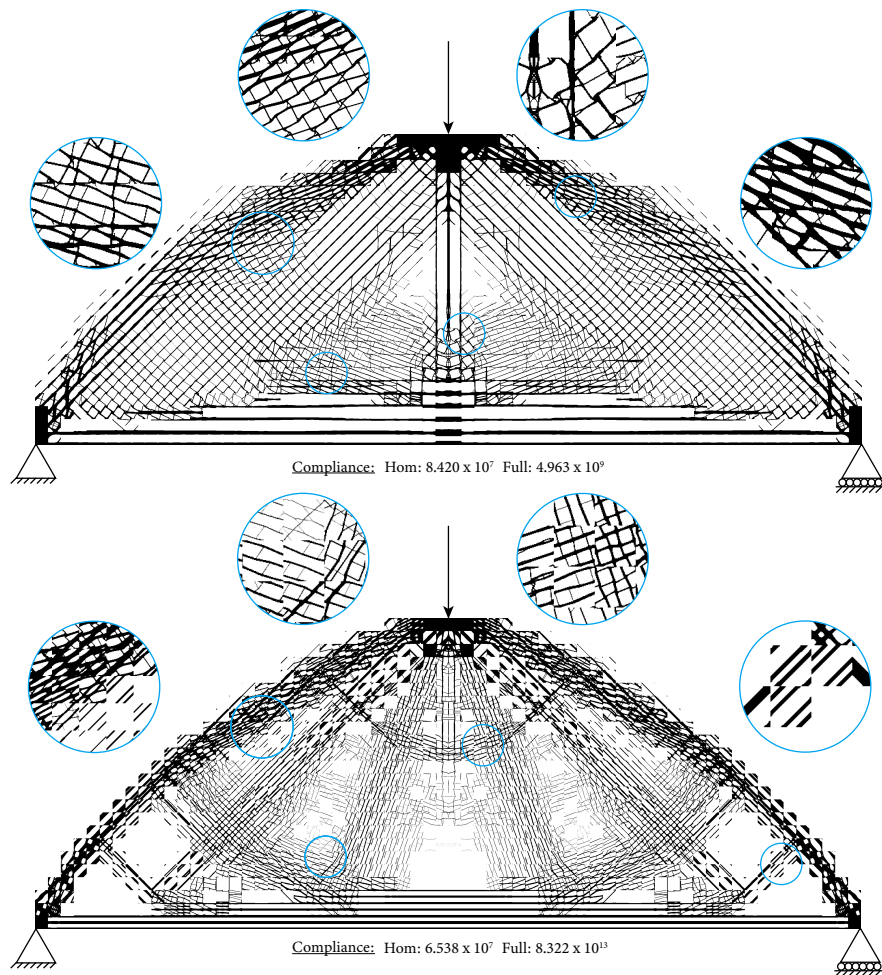 Compliance: Hom: 8.420 x 10⁷ Full: 4.963 x 10⁹
Compliance: Hom: 6.538 x 10⁷ Full: 8.322 x 10¹³